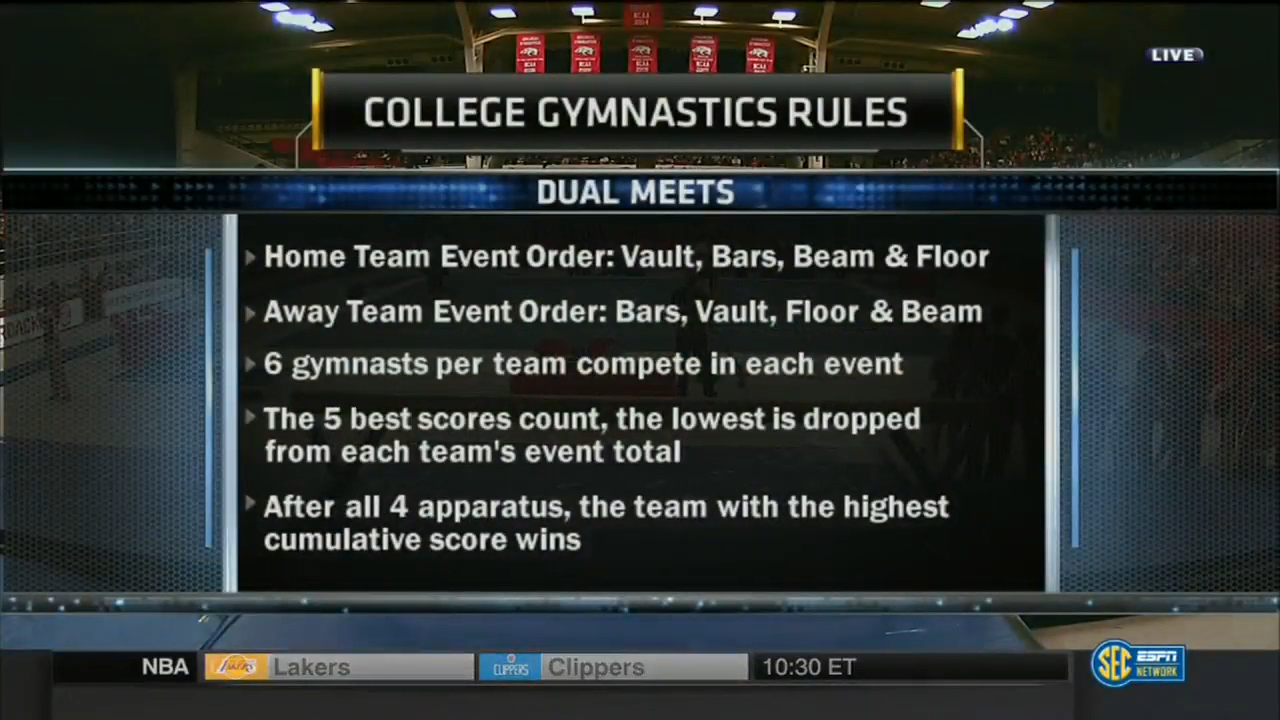 LIVE
COLLEGE GYMNASTICS RULES
DUAL MEETS
Home Team Event Order: Vault, Bars, Beam & Floor
Away Team Event Order: Bars, Vault, Floor & Beam
6 gymnasts per team compete in each event
The 5 best scores count, the lowest is dropped
from each team's event total
After all 4 apparatus, the team with the highest
cumulative score wins
NBA Lakers Lakers CLIPPERS Clippers 10:30 ET
SEC ESPN
NETWORK